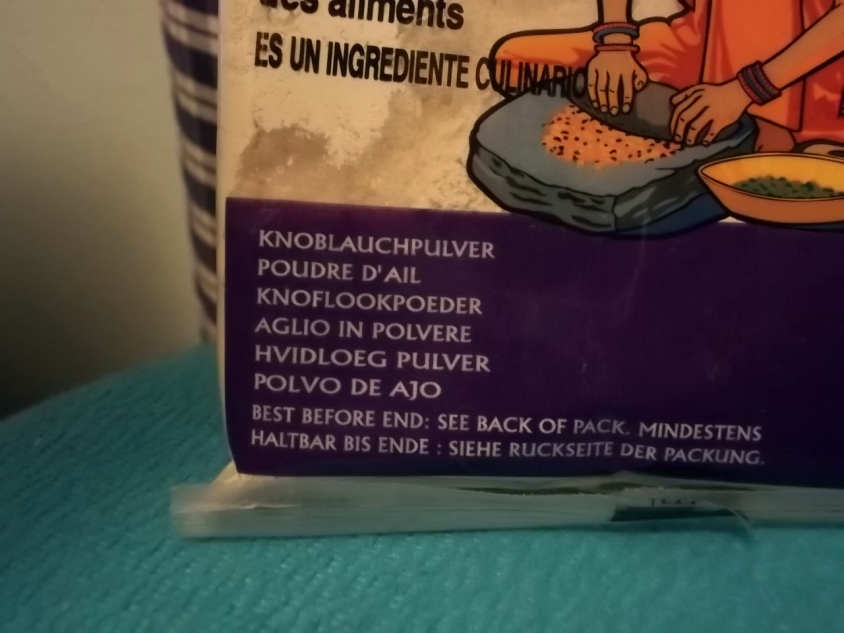 des aliments
ES UN INGREDIENTE CULINARIO
KNOBLAUCHPULVER
POUDRE D'AIL
KNOFLOOKPOEDER
AGLIO IN POLVERE
HVIDLOEG PULVER
POLVO DE AJO
BEST BEFORE END: SEE BACK OF PACK. MINDESTENS
HALTBAR BIS ENDE : SIEHE RUCKSEITE DER PACKUNG.